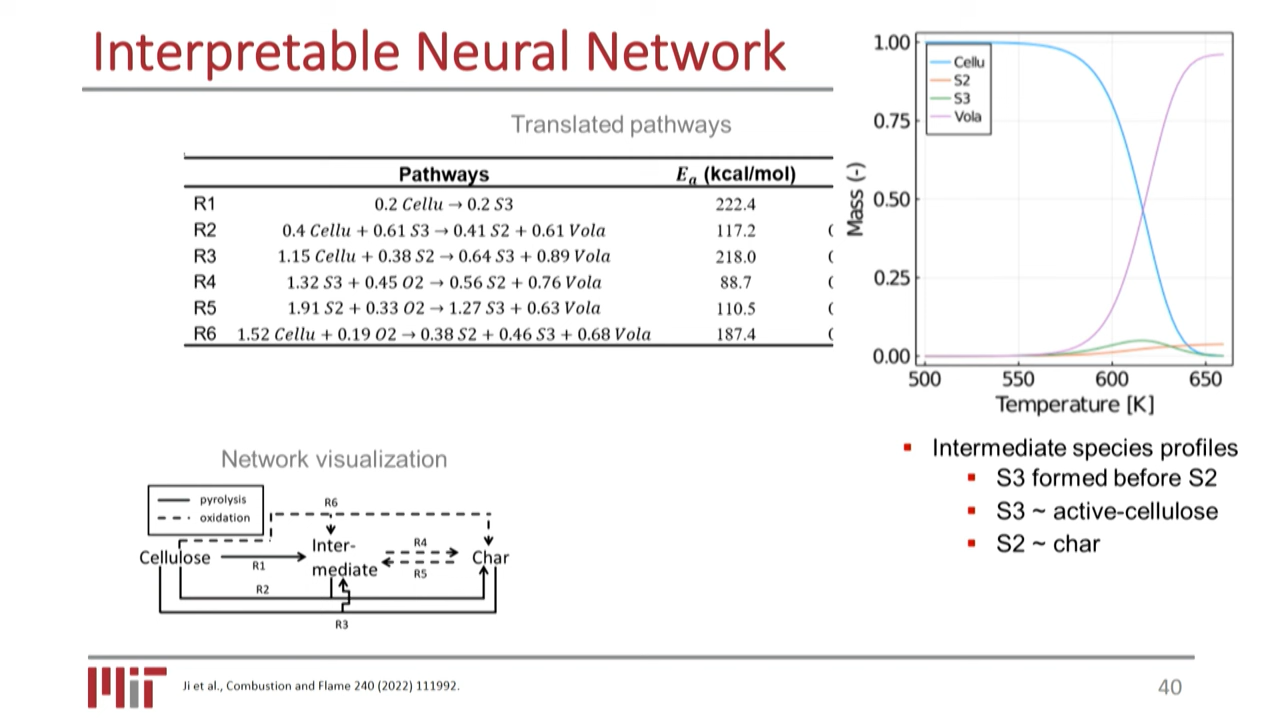 Interpretable Neural Network
Translated pathways
Pathways E_a (kcal/mol)
R1 0.2 Cellu → 0.2 S3 222.4
R2 0.4 Cellu + 0.61 S3 → 0.41 S2 + 0.61 Vola 117.2 (
R3 1.15 Cellu + 0.38 S2 → 0.64 S3 + 0.89 Vola 218.0 (
R4 1.32 S3 + 0.45 O2 → 0.56 S2 + 0.76 Vola 88.7 (
R5 1.91 S2 + 0.33 O2 → 1.27 S3 + 0.63 Vola 110.5 (
R6 1.52 Cellu + 0.19 O2 → 0.38 S2 + 0.46 S3 + 0.68 Vola 187.4 (
Network visualization
pyrolysis
oxidation
R6
Cellulose
R1
Inter-
mediate
R4
R5
Char
R2
R3
1.00
0.75
0.50
0.25
0.00
Mass (-)
Cellu
S2
S3
Vola
500 550 600 650
Temperature [K]
▪ Intermediate species profiles
▪ S3 formed before S2
▪ S3 ~ active-cellulose
▪ S2 ~ char
MIT
Ji et al., Combustion and Flame 240 (2022) 111992.
40